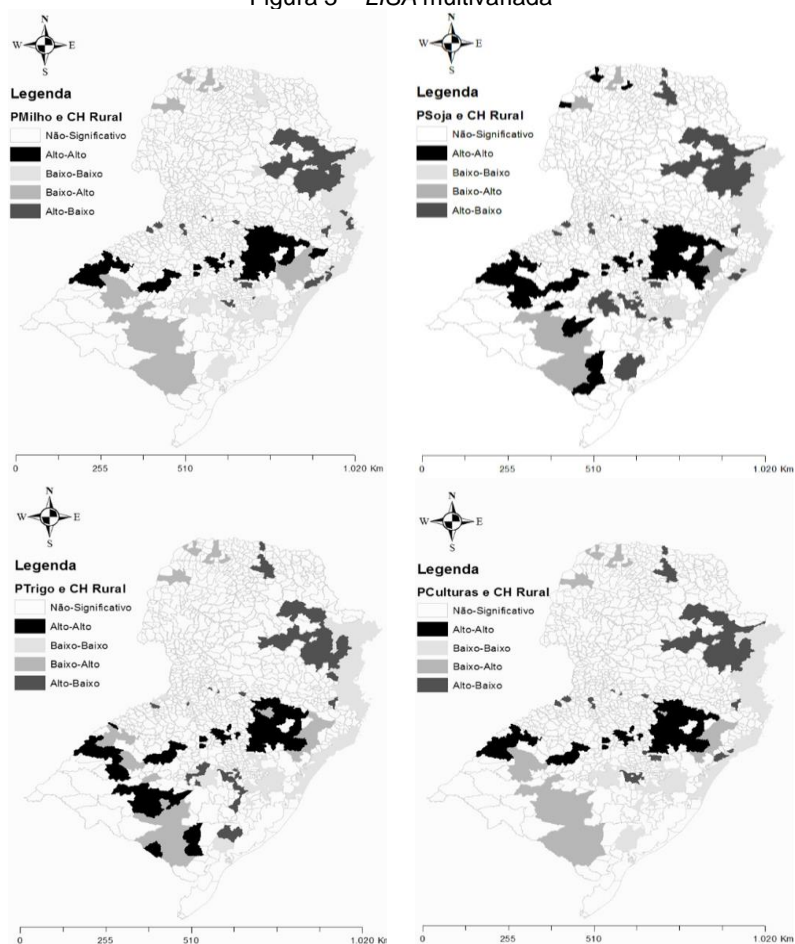 Figura 3 – LISA multivariada
N
W E
S
Legenda
PMilho e CH Rural
Não-Significativo
Alto-Alto
Baixo-Baixo
Baixo-Alto
Alto-Baixo
0 255 510 1.020 Km
N
W E
S
Legenda
PSoja e CH Rural
Não-Significativo
Alto-Alto
Baixo-Baixo
Baixo-Alto
Alto-Baixo
0 255 510 1.020 Km
N
W E
S
Legenda
PTrigo e CH Rural
Não-Significativo
Alto-Alto
Baixo-Baixo
Baixo-Alto
Alto-Baixo
0 255 510 1.020 Km
N
W E
S
Legenda
PCulturas e CH Rural
Não-Significativo
Alto-Alto
Baixo-Baixo
Baixo-Alto
Alto-Baixo
0 255 510 1.020 Km